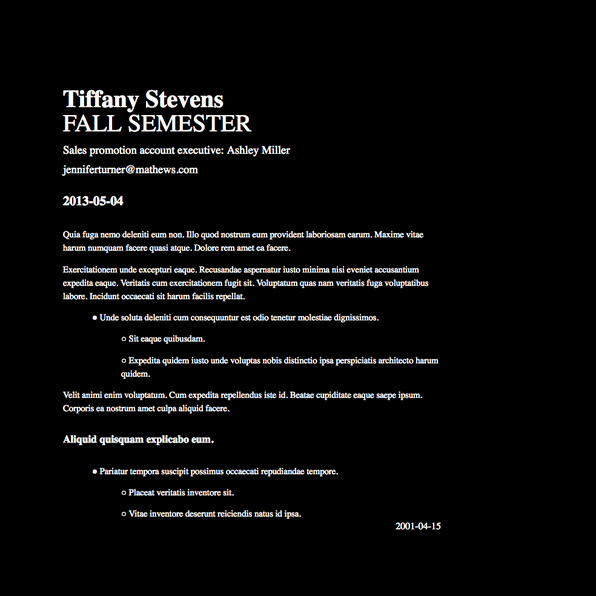 Tiffany Stevens
FALL SEMESTER
Sales promotion account executive: Ashley Miller
jenniferturner@mathews.com
2013-05-04
Quia fuga nemo deleniti eum non. Illo quod nostrum eum provident laboriosam earum. Maxime vitae
harum numquam facere quasi atque. Dolore rem amet ea facere.
Exercitationem unde excepturi eaque. Recusandae aspernatur iusto minima nisi eveniet accusantium
expedita eaque. Veritatis cum exercitationem fugit sit. Voluptatum quas nam veritatis fuga voluptatibus
labore. Incidunt occaecati sit harum facilis repellat.
● Unde soluta deleniti cum consequuntur est odio tenetur molestiae dignissimos.
○ Sit eaque quibusdam.
○ Expedita quidem iusto unde voluptas nobis distinctio ipsa perspiciatis architecto harum
quidem.
Velit animi enim voluptatum. Cum expedita repellendus iste id. Beatae cupiditate eaque saepe ipsum.
Corporis ea nostrum amet culpa aliquid facere.
Aliquid quisquam explicabo eum.
● Pariatur tempora suscipit possimus occaecati repudiandae tempore.
○ Placeat veritatis inventore sit.
○ Vitae inventore deserunt reiciendis natus id ipsa.
2001-04-15